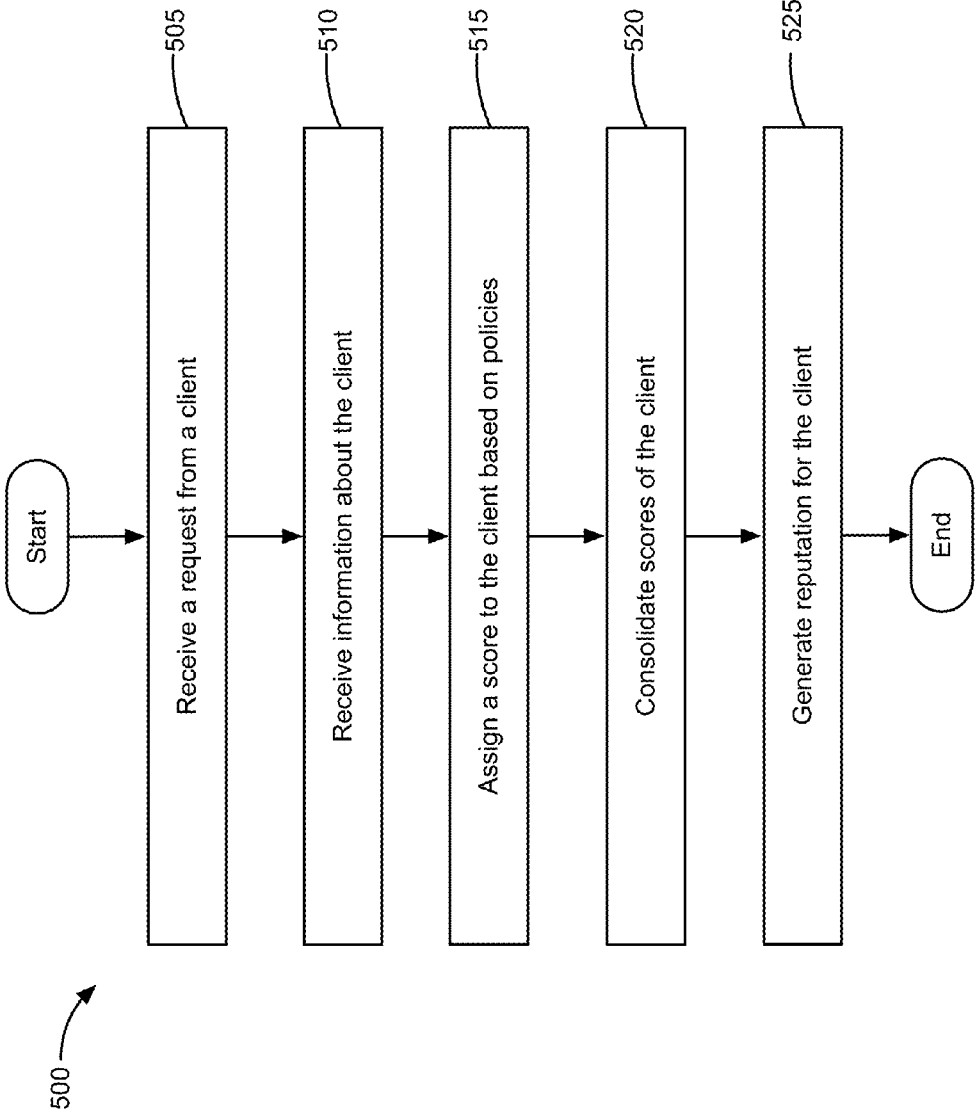 500
Start
Receive a request from a client
505
Receive information about the client
510
Assign a score to the client based on policies
515
Consolidate scores of the client
520
Generate reputation for the client
525
End